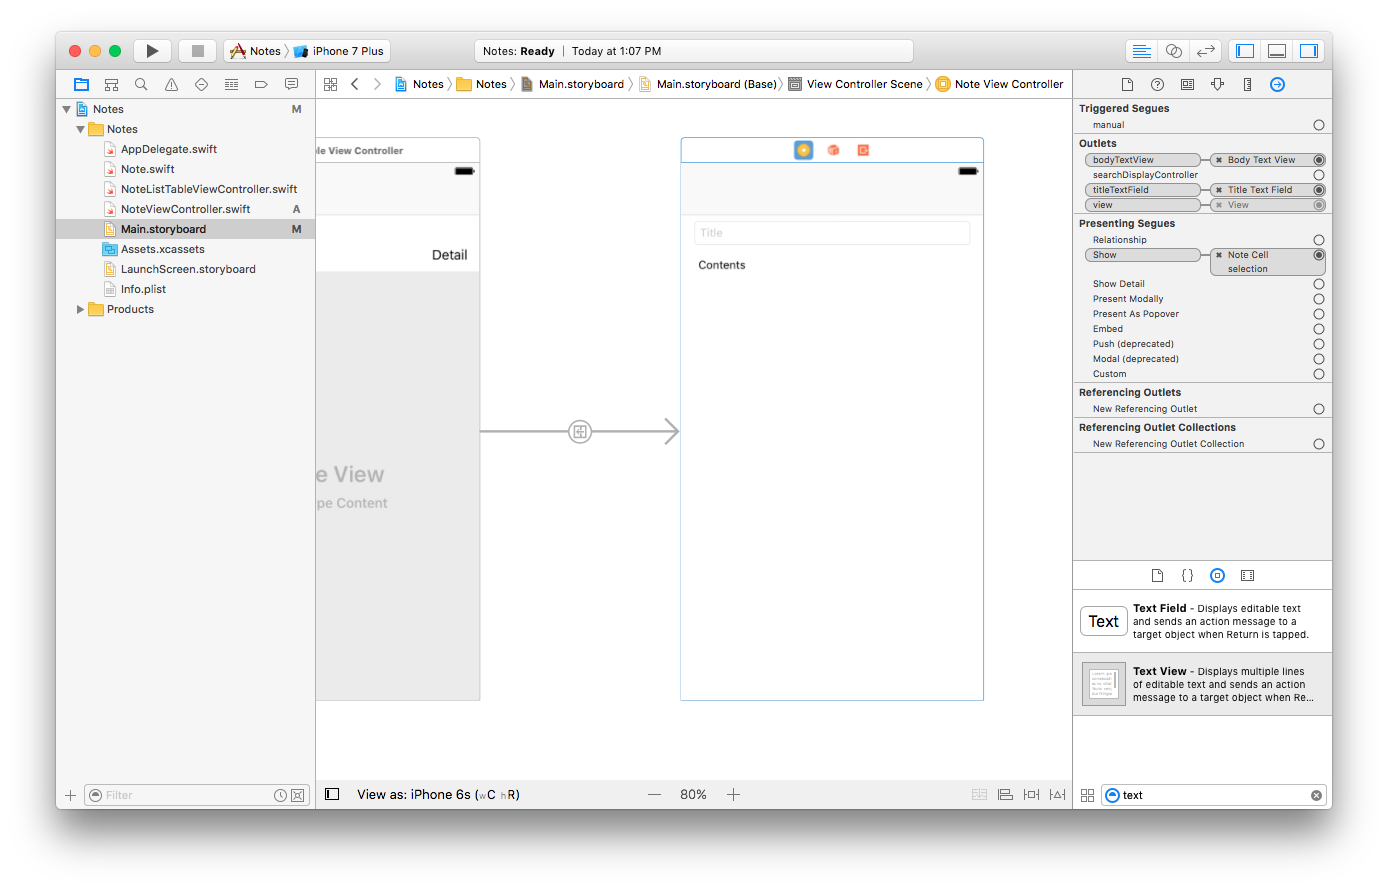 Notes iPhone 7 Plus
Notes: Ready | Today at 1:07 PM
Notes Notes Main.storyboard Main.storyboard (Base) View Controller Scene Note View Controller
Notes M
Notes
AppDelegate.swift
Note.swift
NoteListTableViewController.swift
NoteViewController.swift A
Main.storyboard M
Assets.xcassets
LaunchScreen.storyboard
Info.plist
Products
Filter
le View Controller
Detail
e View
pe Content
Title
Contents
View as: iPhone 6s (wC hR)
80%
Triggered Segues
manual
Outlets
bodyTextView Body Text View
searchDisplayController
titleTextField Title Text Field
view View
Presenting Segues
Relationship
Show Note Cell
selection
Show Detail
Present Modally
Present As Popover
Embed
Push (deprecated)
Modal (deprecated)
Custom
Referencing Outlets
New Referencing Outlet
Referencing Outlet Collections
New Referencing Outlet Collection
{}
Text
Text Field - Displays editable text
and sends an action message to a
target object when Return is tapped.
Text View - Displays multiple lines
of editable text and sends an action
message to a target object when Re...
text